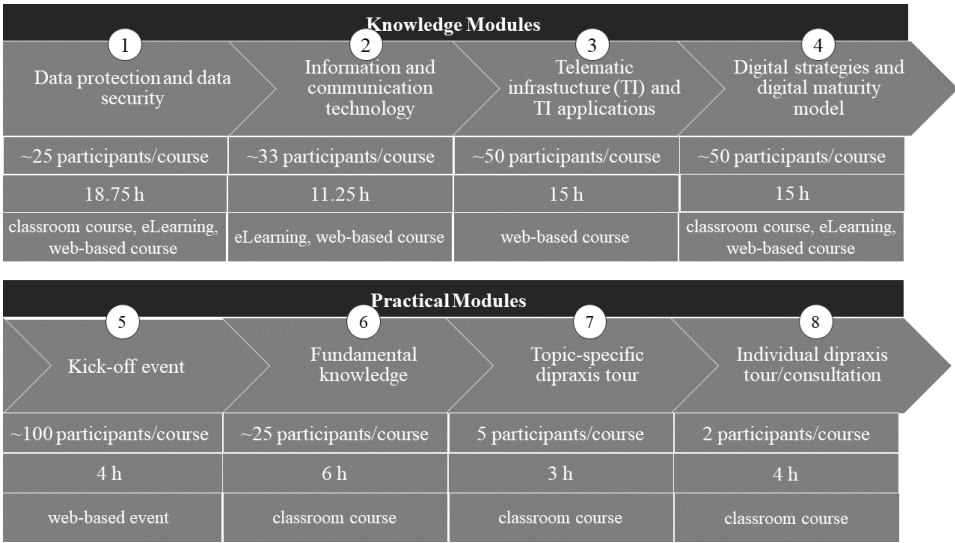 Knowledge Modules
1
Data protection and data
security
2
Information and
communication
technology
3
Telematic
infrastucture (TI) and
TI applications
4
Digital strategies and
digital maturity
model
~25 participants/course
~33 participants/course
~50 participants/course
~50 participants/course
18.75 h
11.25 h
15 h
15 h
classroom course, eLearning,
web-based course
eLearning, web-based course
web-based course
classroom course, eLearning,
web-based course
Practical Modules
5
Kick-off event
6
Fundamental
knowledge
7
Topic-specific
dipraxis tour
8
Individual dipraxis
tour/consultation
~100 participants/course
~25 participants/course
5 participants/course
2 participants/course
4 h
6 h
3 h
4 h
web-based event
classroom course
classroom course
classroom course